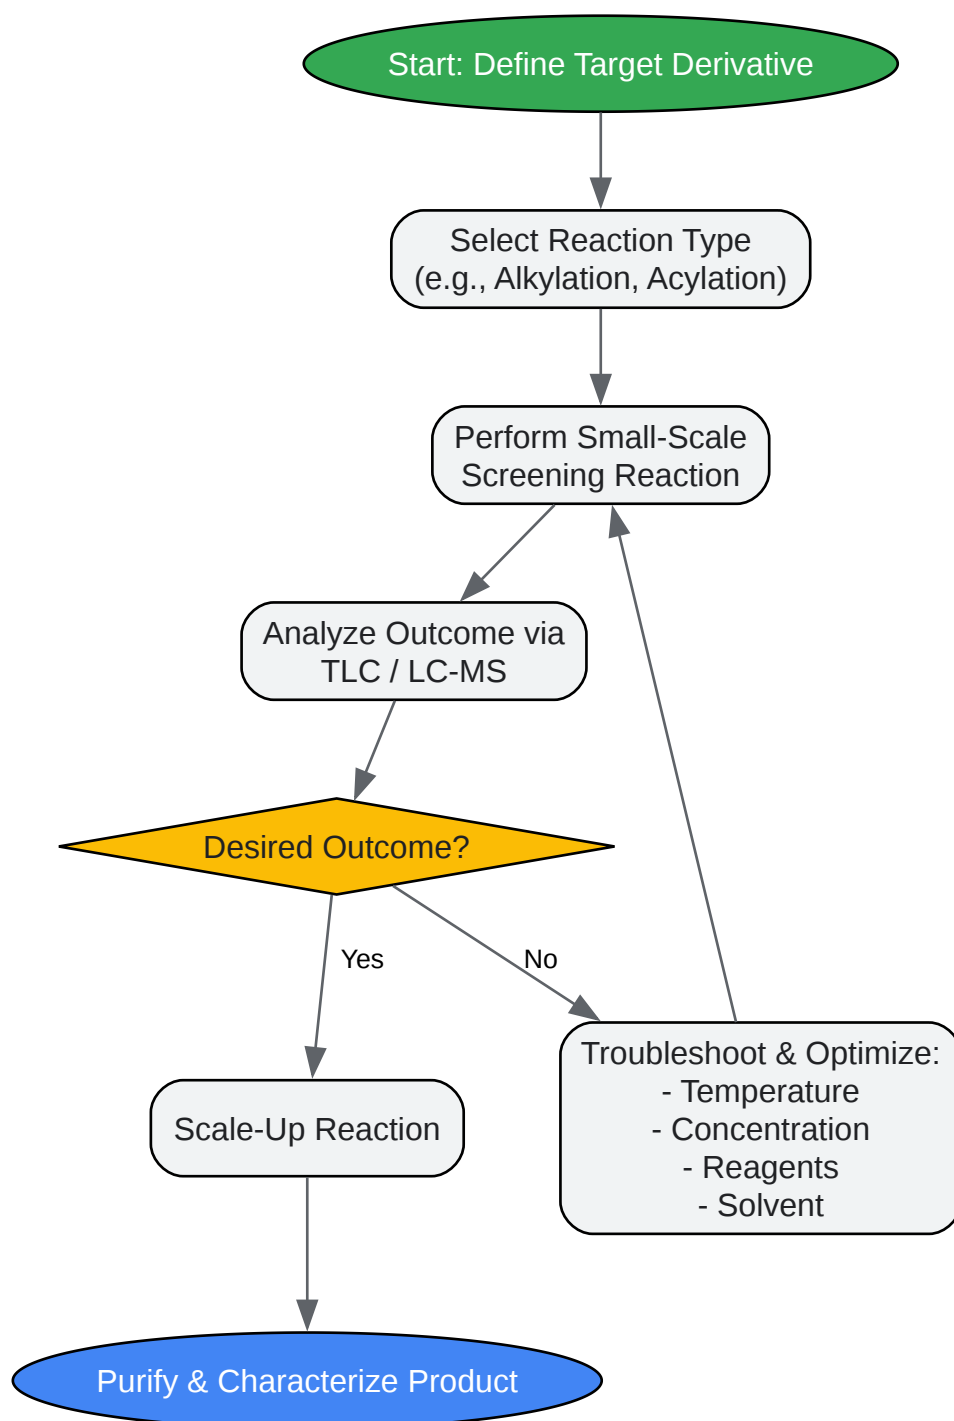 Start: Define Target Derivative
Select Reaction Type
(e.g., Alkylation, Acylation)
Perform Small-Scale
Screening Reaction
Analyze Outcome via
TLC / LC-MS
Desired Outcome?
Yes
No
Troubleshoot & Optimize:
- Temperature
- Concentration
- Reagents
- Solvent
Scale-Up Reaction
Purify & Characterize Product